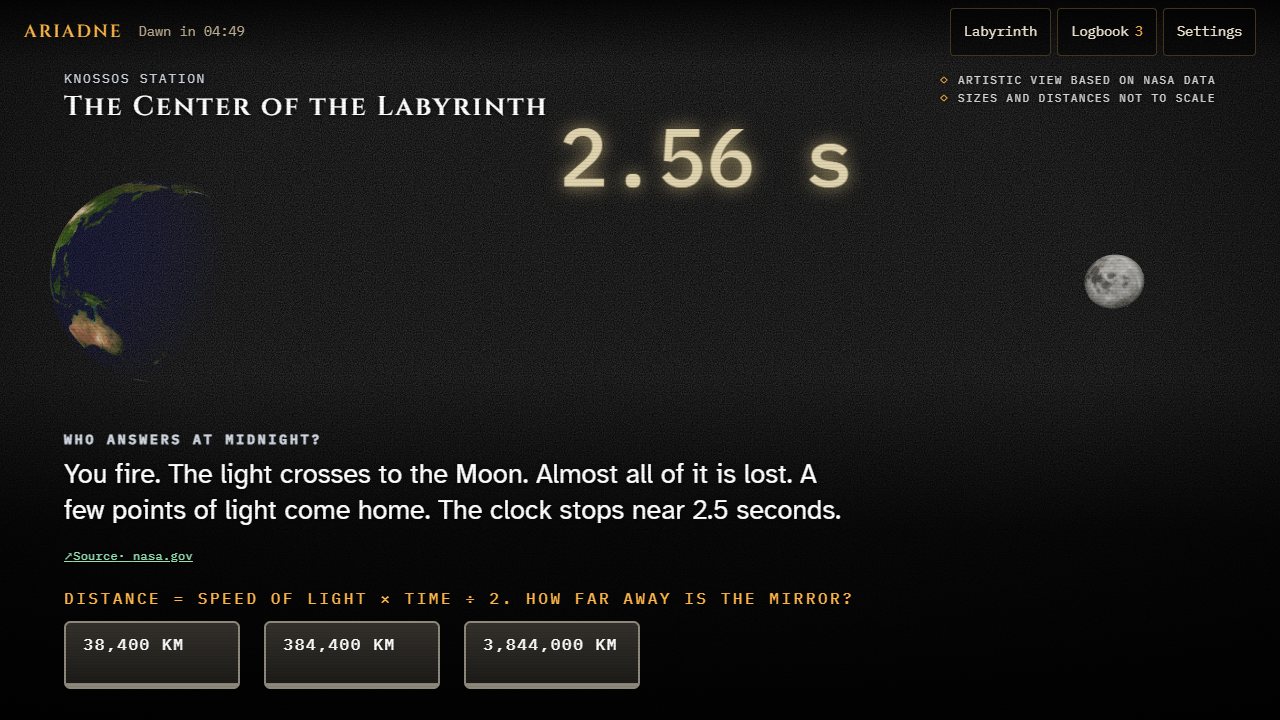 ARIADNE Dawn in 04:49 Labyrinth Logbook 3 Settings
KNOSSOS STATION
The Center of the Labyrinth
◇ ARTISTIC VIEW BASED ON NASA DATA
◇ SIZES AND DISTANCES NOT TO SCALE
2.56 s
WHO ANSWERS AT MIDNIGHT?
You fire. The light crosses to the Moon. Almost all of it is lost. A
few points of light come home. The clock stops near 2.5 seconds.
↗Source· nasa.gov
DISTANCE = SPEED OF LIGHT × TIME ÷ 2. HOW FAR AWAY IS THE MIRROR?
38,400 KM 384,400 KM 3,844,000 KM